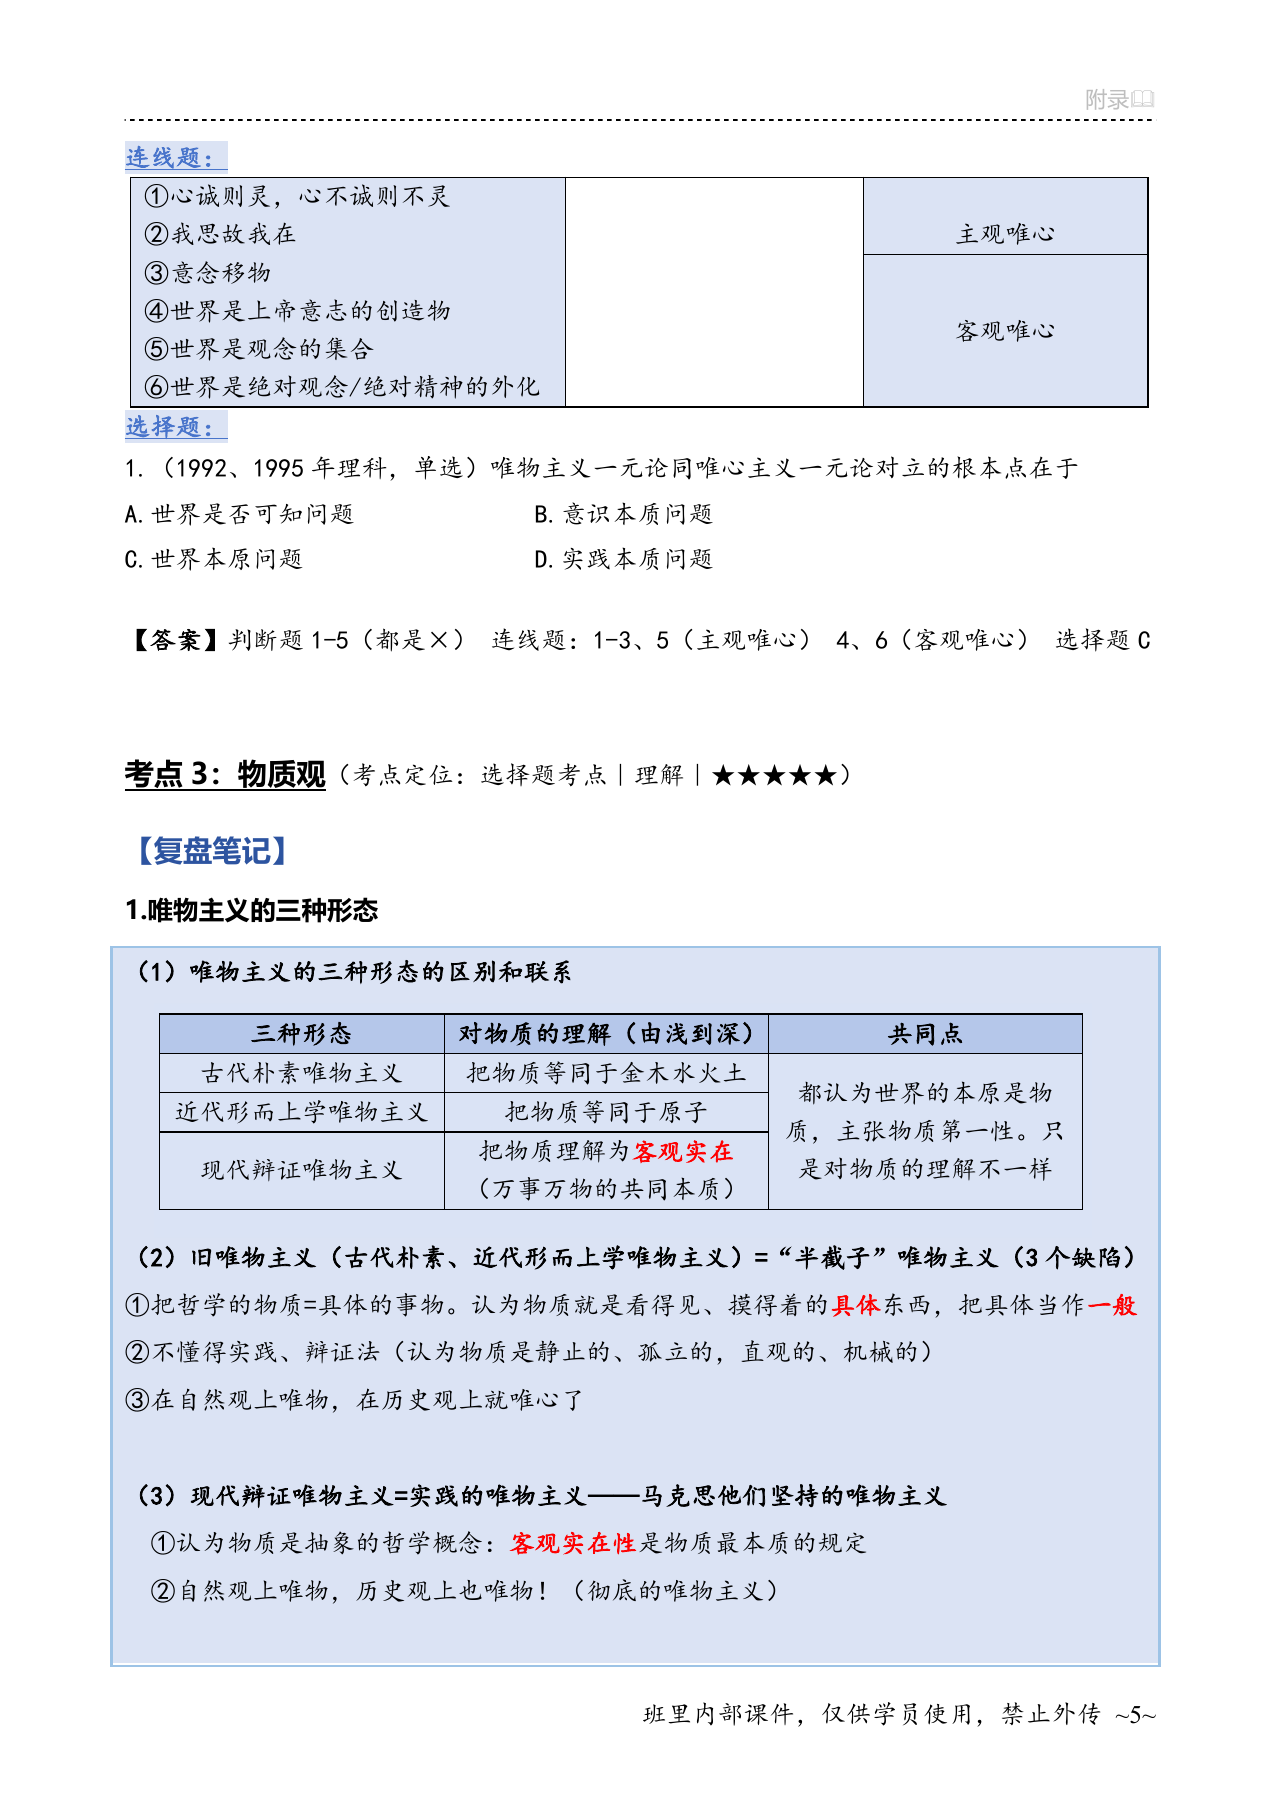 附录
连线题：
①心诚则灵，心不诚则不灵
②我思故我在
③意念移物
④世界是上帝意志的创造物
⑤世界是观念的集合
⑥世界是绝对观念/绝对精神的外化
主观唯心
客观唯心
选择题：
1.（1992、1995年理科，单选）唯物主义一元论同唯心主义一元论对立的根本点在于
A.世界是否可知问题 B.意识本质问题
C.世界本原问题 D.实践本质问题
【答案】判断题1-5（都是×） 连线题：1-3、5（主观唯心） 4、6（客观唯心） 选择题C
考点3：物质观（考点定位：选择题考点｜理解｜★★★★★）
【复盘笔记】
1.唯物主义的三种形态
（1）唯物主义的三种形态的区别和联系
三种形态 对物质的理解（由浅到深） 共同点
古代朴素唯物主义 把物质等同于金木水火土
近代形而上学唯物主义 把物质等同于原子
现代辩证唯物主义 把物质理解为客观实在
（万事万物的共同本质）
都认为世界的本原是物
质，主张物质第一性。只
是对物质的理解不一样
（2）旧唯物主义（古代朴素、近代形而上学唯物主义）=“半截子”唯物主义（3个缺陷）
①把哲学的物质=具体的事物。认为物质就是看得见、摸得着的具体东西，把具体当作一般
②不懂得实践、辩证法（认为物质是静止的、孤立的，直观的、机械的）
③在自然观上唯物，在历史观上就唯心了
（3）现代辩证唯物主义=实践的唯物主义——马克思他们坚持的唯物主义
①认为物质是抽象的哲学概念：客观实在性是物质最本质的规定
②自然观上唯物，历史观上也唯物！（彻底的唯物主义）
班里内部课件，仅供学员使用，禁止外传 ~5~